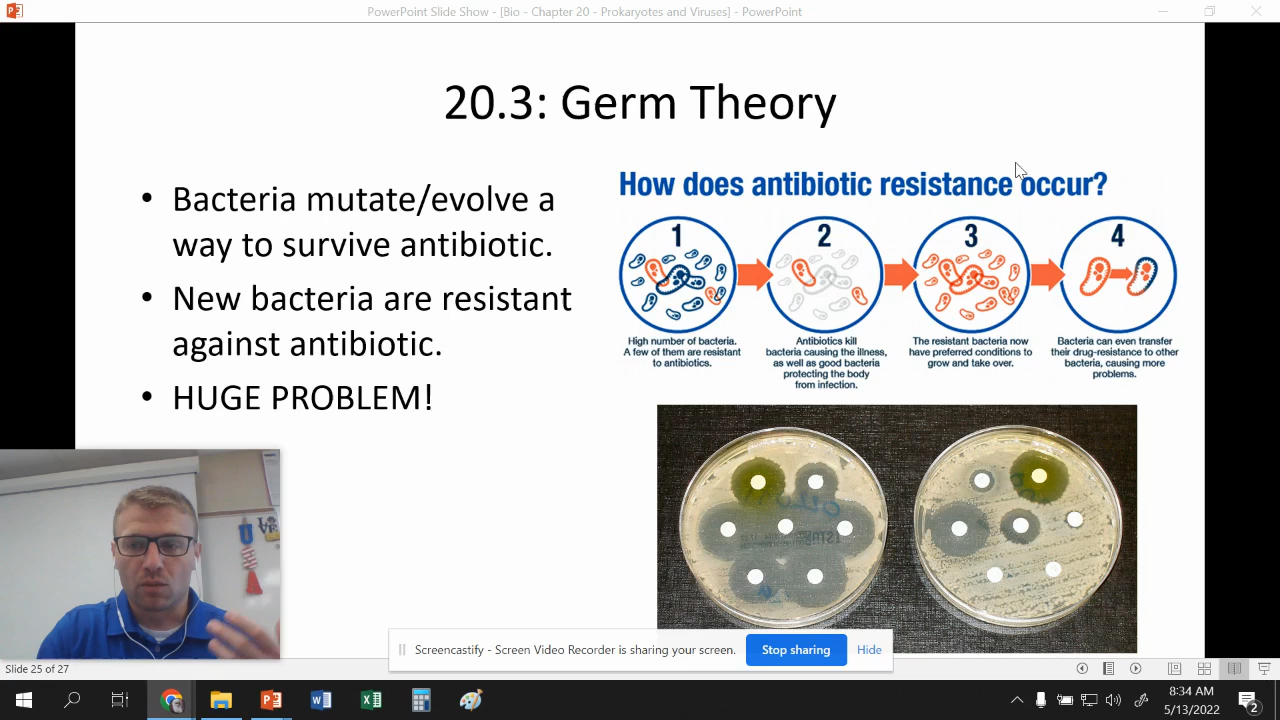 PowerPoint Slide Show - [Bio - Chapter 20 - Prokaryotes and Viruses] - PowerPoint
20.3: Germ Theory
• Bacteria mutate/evolve a
way to survive antibiotic.
• New bacteria are resistant
against antibiotic.
• HUGE PROBLEM!
How does antibiotic resistance occur?
1
2
3
4
High number of bacteria.
A few of them are resistant
to antibiotics.
Antibiotics kill
bacteria causing the illness,
as well as good bacteria
protecting the body
from infection.
The resistant bacteria now
have preferred conditions to
grow and take over.
Bacteria can even transfer
their drug-resistance to other
bacteria, causing more
problems.
Screencastify - Screen Video Recorder is sharing your screen.
Stop sharing
Hide
Slide 25 of 27
8:34 AM
5/13/2022
2